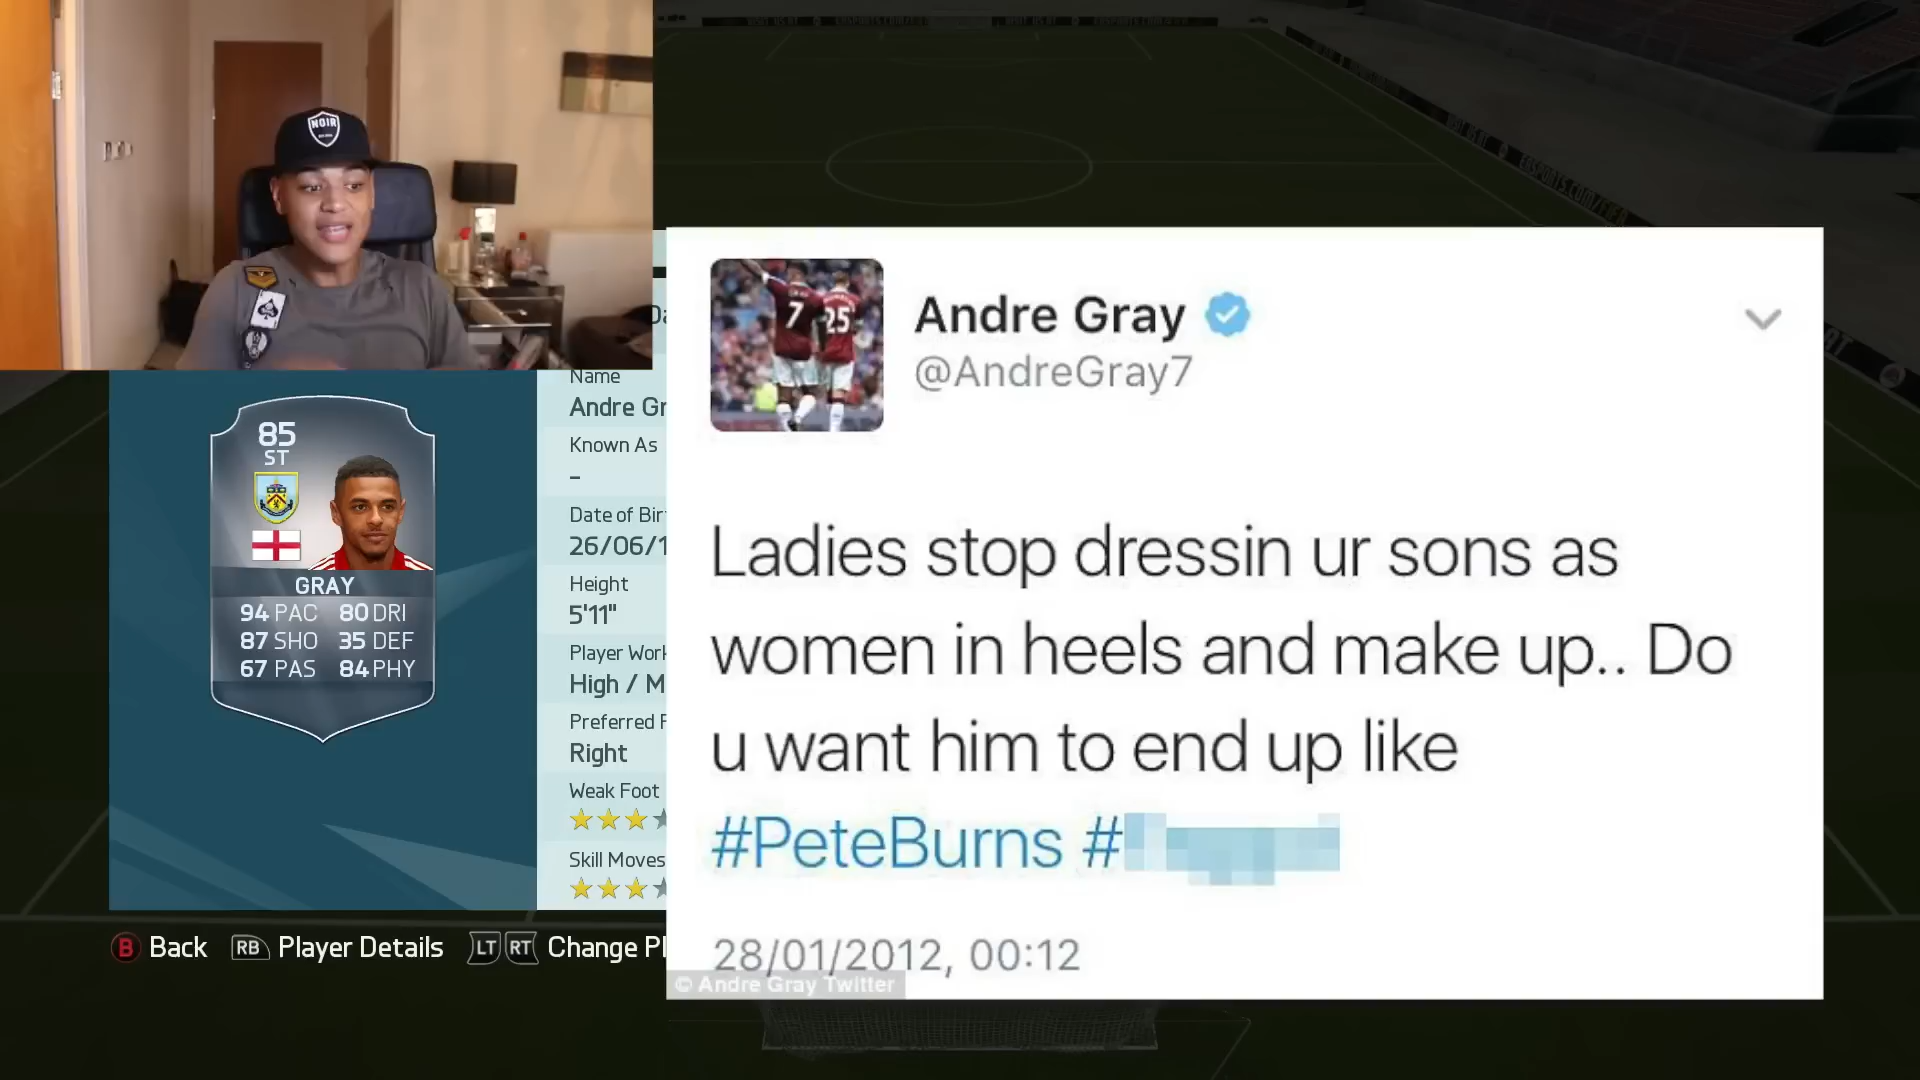 NOIR
Name
Andre Gr
Known As
-
Date of Bir
26/06/1
Height
5'11"
Player Work
High / M
Preferred F
Right
Weak Foot
Skill Moves
85
ST
GRAY
94 PAC 80 DRI
87 SHO 35 DEF
67 PAS 84 PHY
B Back RB Player Details LT RT Change Pl
7 25
Andre Gray
@AndreGray7
Ladies stop dressin ur sons as
women in heels and make up.. Do
u want him to end up like
#PeteBurns #
28/01/2012, 00:12
© Andre Gray Twitter